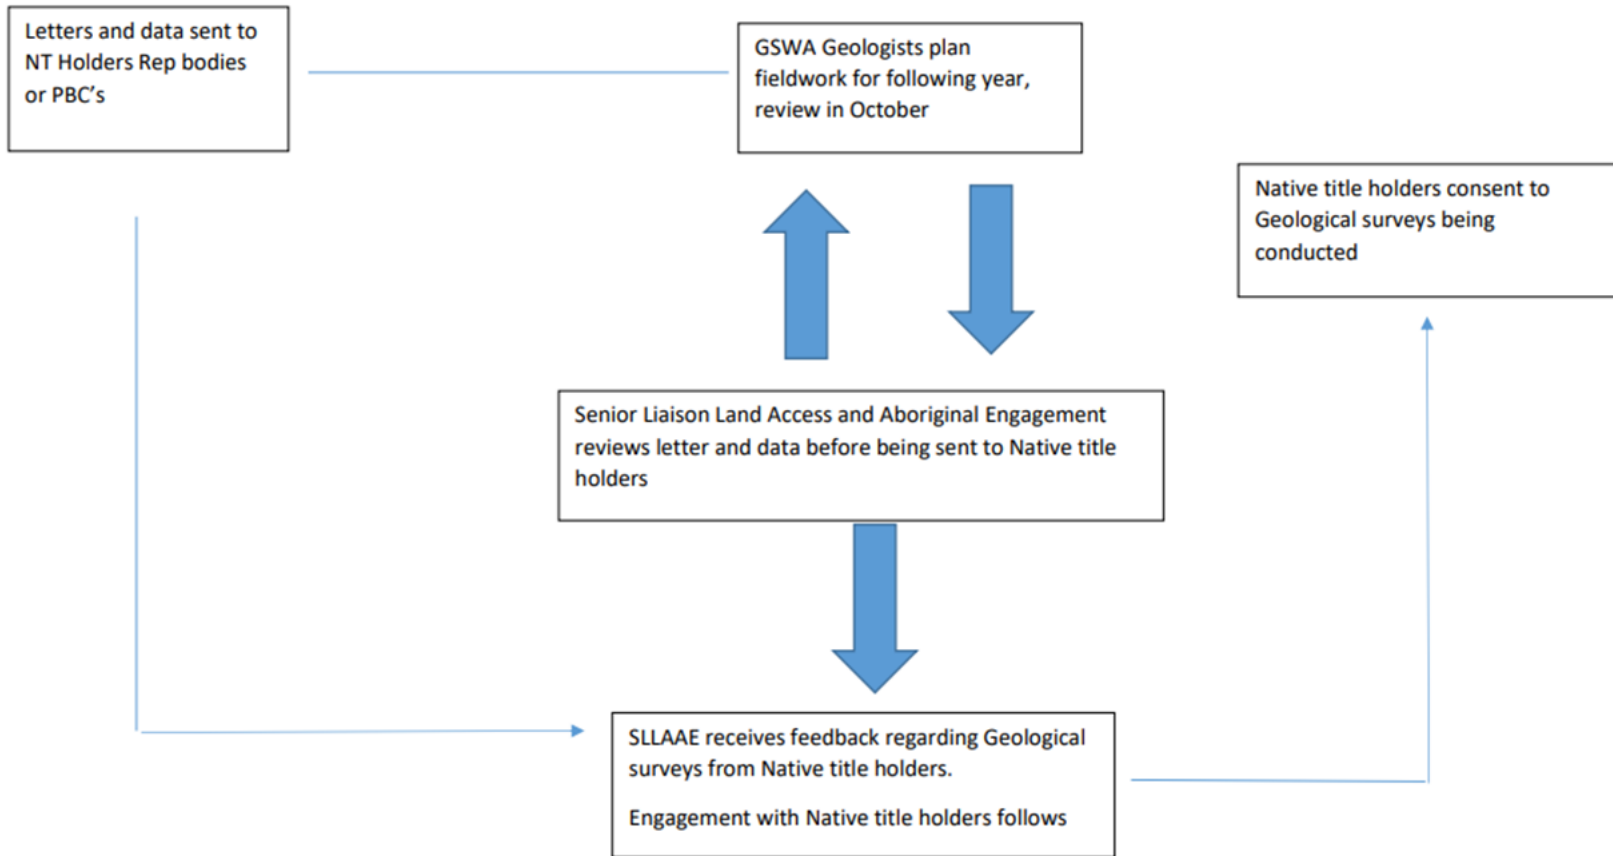 Letters and data sent to
NT Holders Rep bodies
or PBC’s
GSWA Geologists plan
fieldwork for following year,
review in October
Native title holders consent to
Geological surveys being
conducted
Senior Liaison Land Access and Aboriginal Engagement
reviews letter and data before being sent to Native title
holders
SLLAAE receives feedback regarding Geological
surveys from Native title holders.
Engagement with Native title holders follows